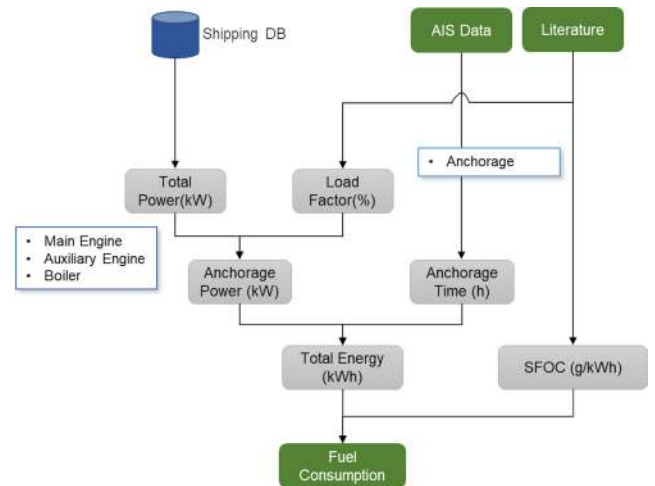 Shipping DB
AIS Data
Literature
• Anchorage
Total
Power(kW)
Load
Factor(%)
• Main Engine
• Auxiliary Engine
• Boiler
Anchorage
Power (kW)
Anchorage
Time (h)
Total Energy
(kWh)
SFOC (g/kWh)
Fuel
Consumption